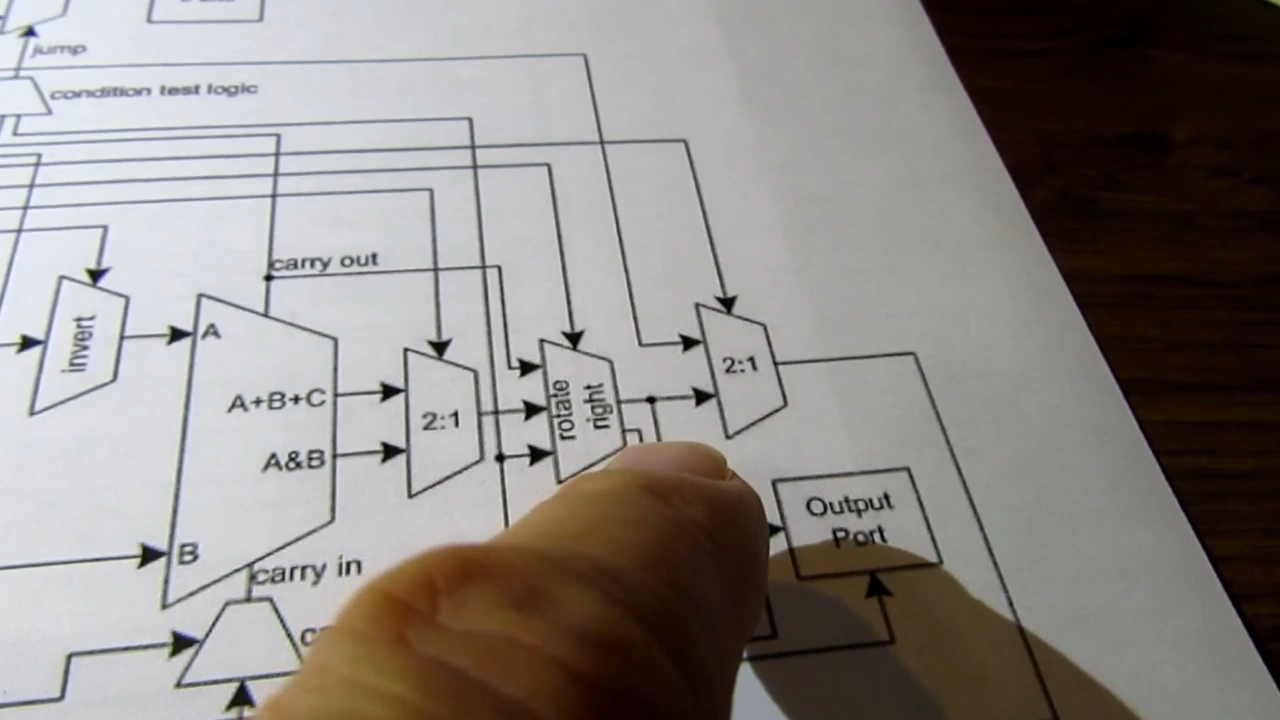 jump
condition test logic
carry out
invert
A
A+B+C
A&B
B
2:1
rotate
right
2:1
Output
Port
carry in